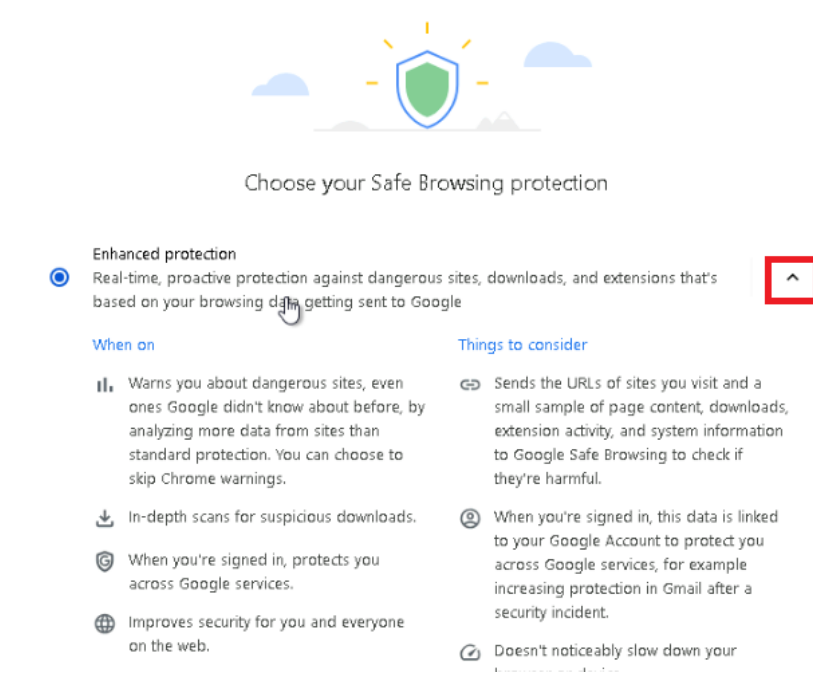 Choose your Safe Browsing protection
Enhanced protection
Real-time, proactive protection against dangerous sites, downloads, and extensions that's
based on your browsing data getting sent to Google
When on
Warns you about dangerous sites, even
ones Google didn't know about before, by
analyzing more data from sites than
standard protection. You can choose to
skip Chrome warnings.
In-depth scans for suspicious downloads.
When you're signed in, protects you
across Google services.
Improves security for you and everyone
on the web.
Things to consider
Sends the URLs of sites you visit and a
small sample of page content, downloads,
extension activity, and system information
to Google Safe Browsing to check if
they're harmful.
When you're signed in, this data is linked
to your Google Account to protect you
across Google services, for example
increasing protection in Gmail after a
security incident.
Doesn't noticeably slow down your